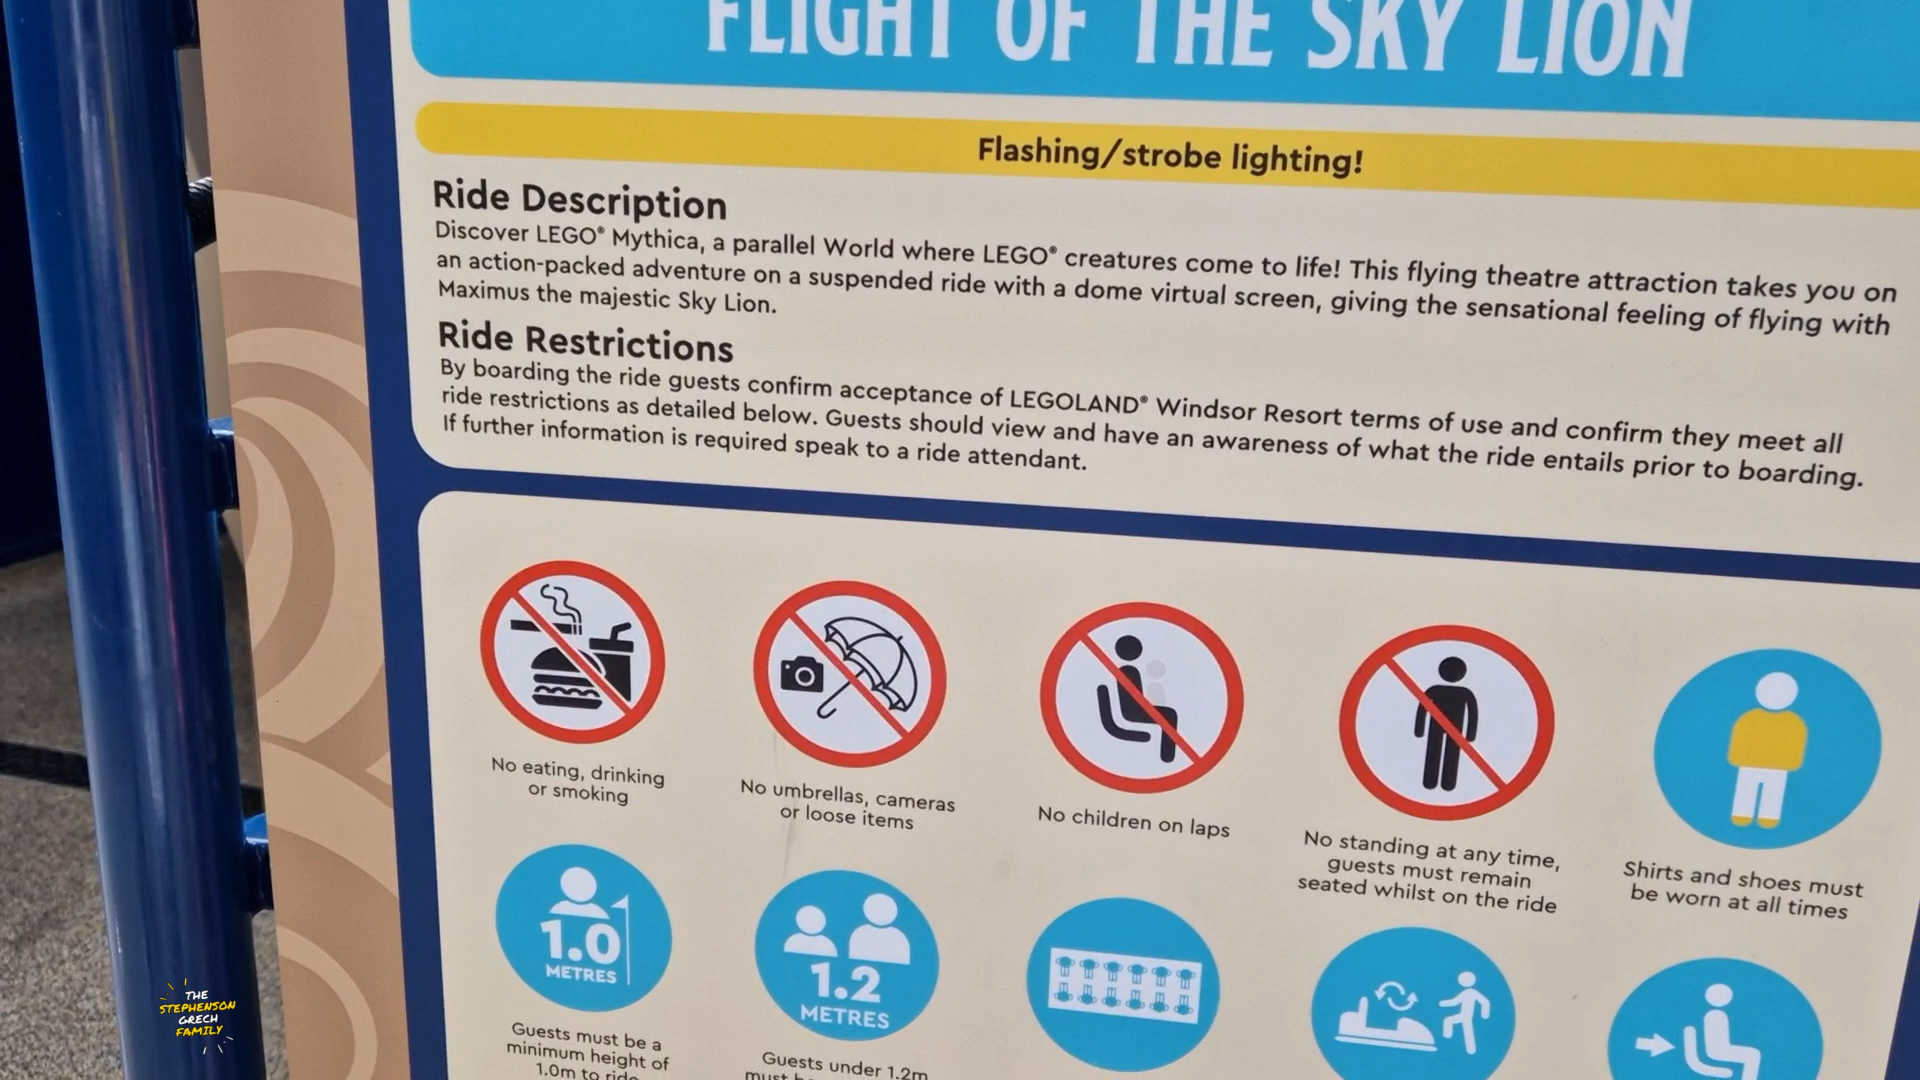 FLIGHT OF THE SKY LION
Flashing/strobe lighting!
Ride Description
Discover LEGO® Mythica, a parallel World where LEGO® creatures come to life! This flying theatre attraction takes you on
an action-packed adventure on a suspended ride with a dome virtual screen, giving the sensational feeling of flying with
Maximus the majestic Sky Lion.
Ride Restrictions
By boarding the ride guests confirm acceptance of LEGOLAND® Windsor Resort terms of use and confirm they meet all
ride restrictions as detailed below. Guests should view and have an awareness of what the ride entails prior to boarding.
If further information is required speak to a ride attendant.
No eating, drinking
or smoking
No umbrellas, cameras
or loose items
No children on laps
No standing at any time,
guests must remain
seated whilst on the ride
Shirts and shoes must
be worn at all times
1.0
METRES
Guests must be a
minimum height of
1.0m to ride
1.2
METRES
Guests under 1.2m
must
THE
STEPHENSON
GRECH
FAMILY